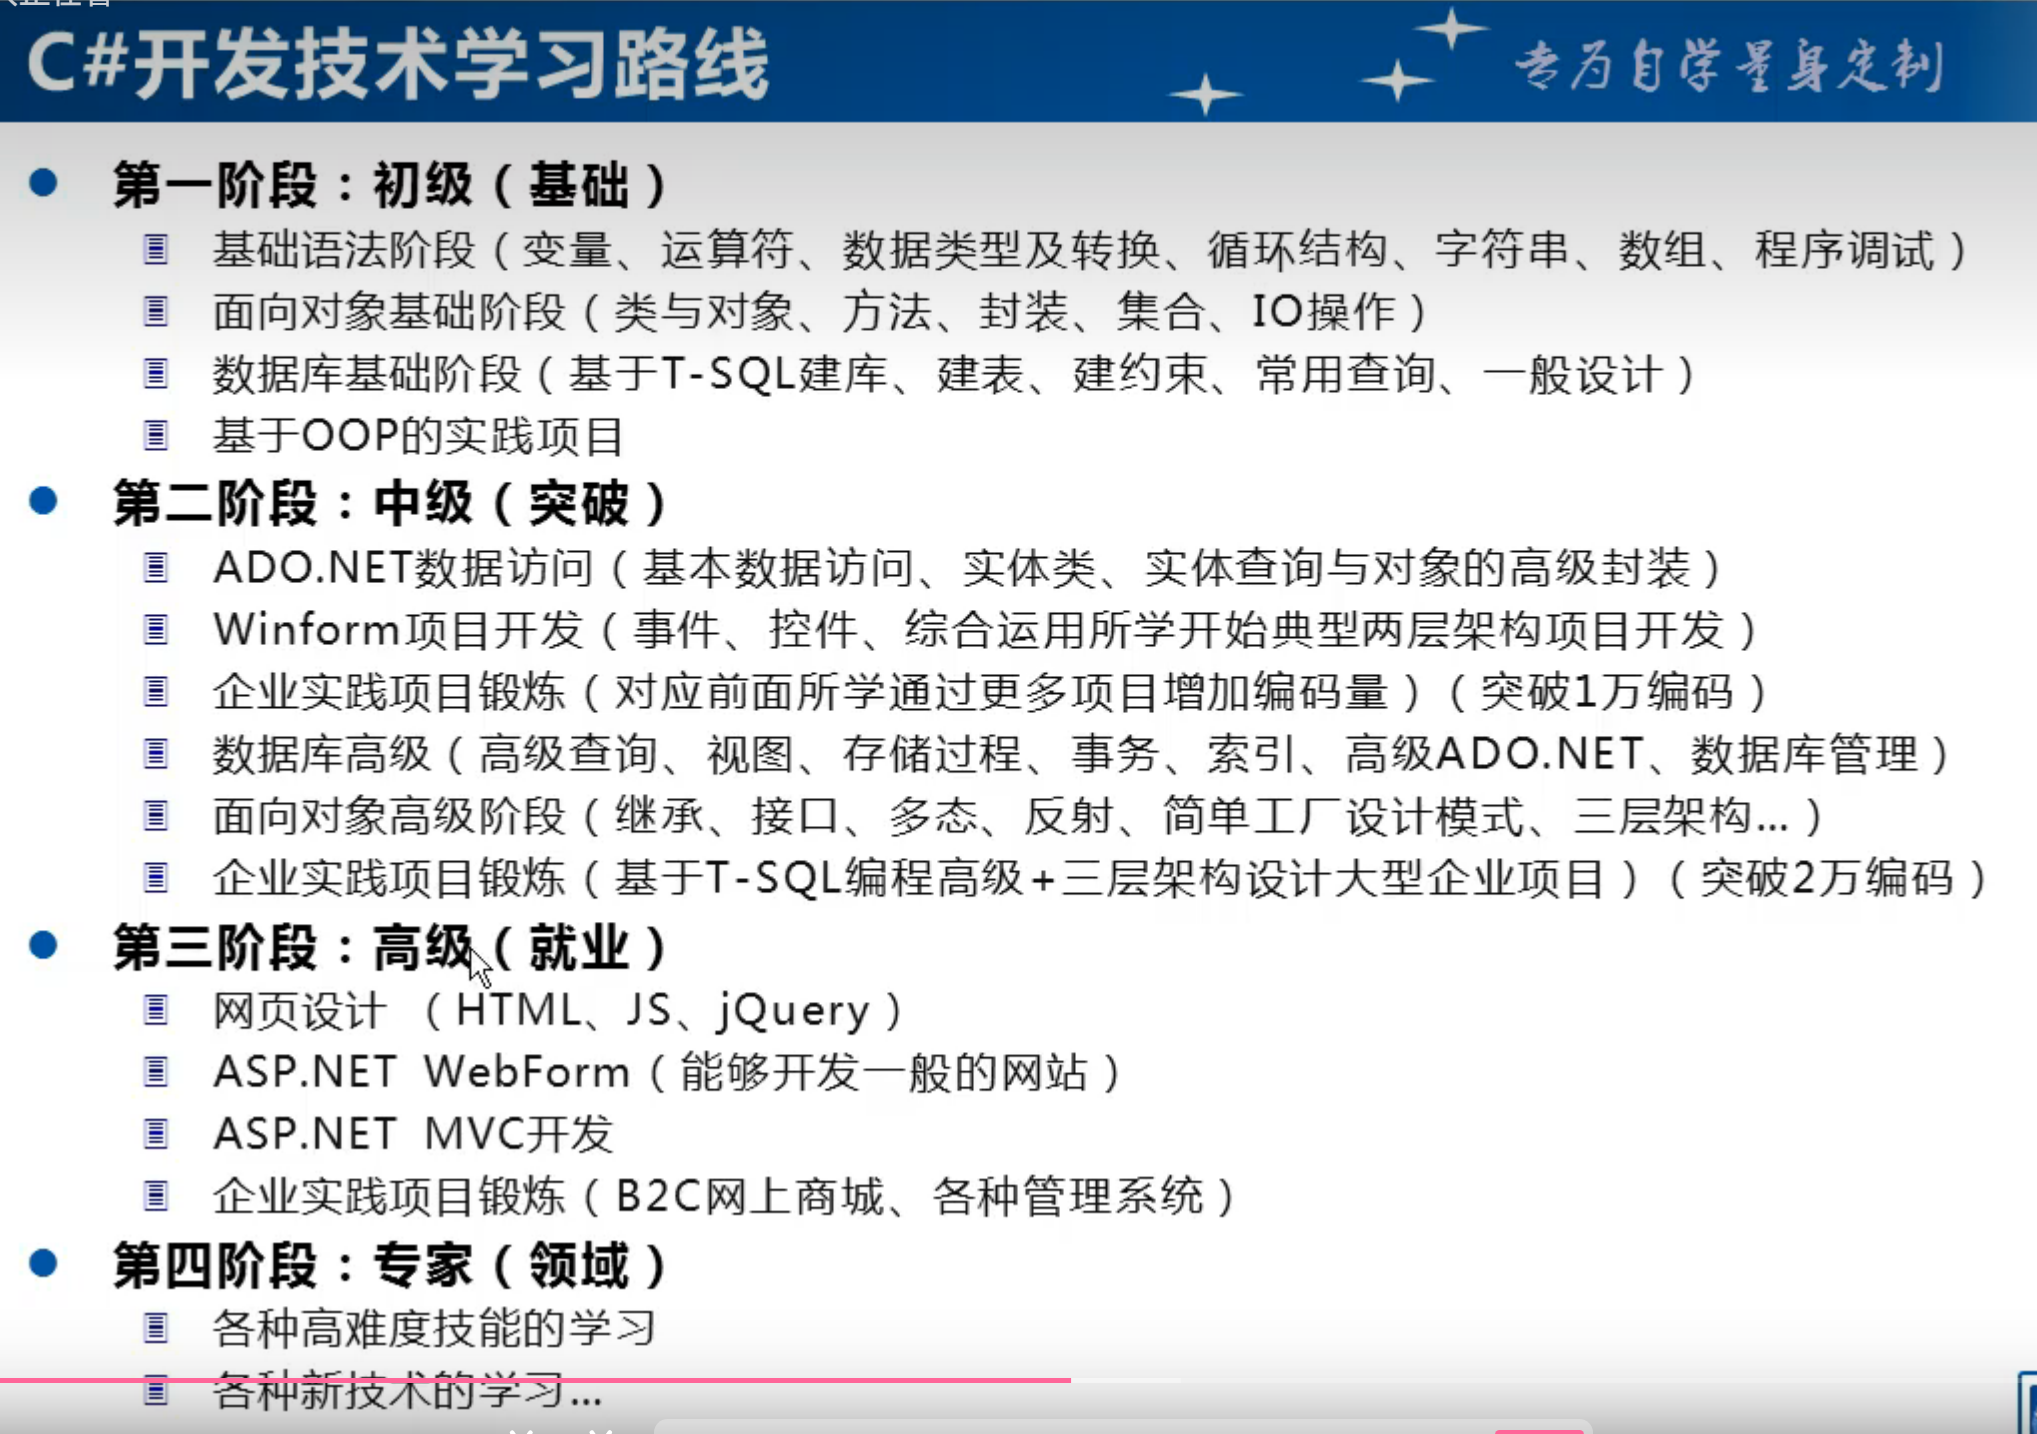 C#开发技术学习路线
专为自学量身定制
第一阶段：初级（基础）
基础语法阶段（变量、运算符、数据类型及转换、循环结构、字符串、数组、程序调试）
面向对象基础阶段（类与对象、方法、封装、集合、IO操作）
数据库基础阶段（基于T-SQL建库、建表、建约束、常用查询、一般设计）
基于OOP的实践项目
第二阶段：中级（突破）
ADO.NET数据访问（基本数据访问、实体类、实体查询与对象的高级封装）
Winform项目开发（事件、控件、综合运用所学开始典型两层架构项目开发）
企业实践项目锻炼（对应前面所学通过更多项目增加编码量）（突破1万编码）
数据库高级（高级查询、视图、存储过程、事务、索引、高级ADO.NET、数据库管理）
面向对象高级阶段（继承、接口、多态、反射、简单工厂设计模式、三层架构...）
企业实践项目锻炼（基于T-SQL编程高级+三层架构设计大型企业项目）（突破2万编码）
第三阶段：高级（就业）
网页设计 （HTML、JS、jQuery）
ASP.NET WebForm（能够开发一般的网站）
ASP.NET MVC开发
企业实践项目锻炼（B2C网上商城、各种管理系统）
第四阶段：专家（领域）
各种高难度技能的学习
各种新技术的学习...